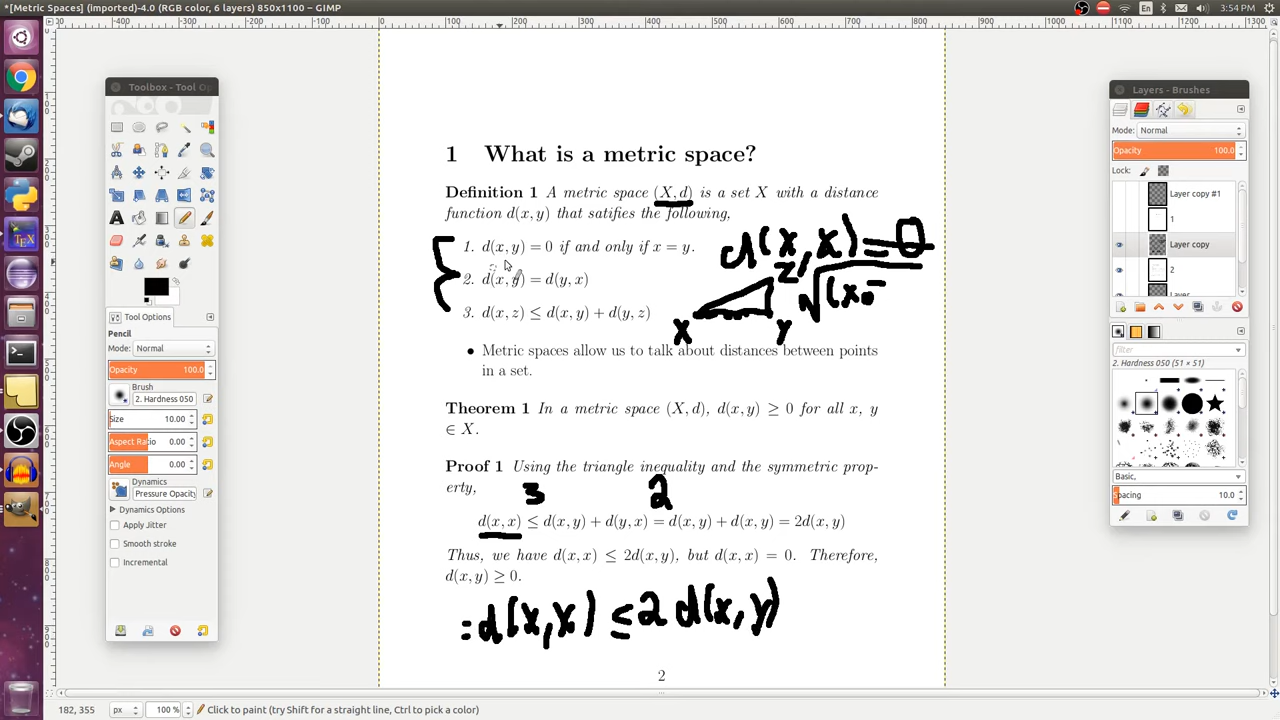 *[Metric Spaces] (imported)-4.0 (RGB color, 6 layers) 850x1100 – GIMP
En
3:54 PM
Toolbox - Tool Op
Tool Options
Pencil
Mode: Normal
Opacity 100.0
Brush
2. Hardness 050
Size 10.00
Aspect Ratio 0.00
Angle 0.00
Dynamics
Pressure Opacity
Dynamics Options
Apply Jitter
Smooth stroke
Incremental
1 What is a metric space?
Definition 1 A metric space (X, d) is a set X with a distance
function d(x, y) that satifies the following,
1. d(x, y) = 0 if and only if x = y.
2. d(x, y) = d(y, x)
3. d(x, z) ≤ d(x, y) + d(y, z)
d(x, x) = 0
z
√(x0-
x
y
• Metric spaces allow us to talk about distances between points
in a set.
Theorem 1 In a metric space (X, d), d(x, y) ≥ 0 for all x, y
∈ X.
Proof 1 Using the triangle inequality and the symmetric prop-
erty,
3 2
d(x, x) ≤ d(x, y) + d(y, x) = d(x, y) + d(x, y) = 2d(x, y)
Thus, we have d(x, x) ≤ 2d(x, y), but d(x, x) = 0. Therefore,
d(x, y) ≥ 0.
= d(x, x) ≤ 2 d(x, y)
2
Layers - Brushes
Mode: Normal
Opacity 100.0
Lock:
Layer copy #1
1
Layer copy
2
Layer
filter
2. Hardness 050 (51 × 51)
Basic,
pacing 10.0
182, 355 px 100 % Click to paint (try Shift for a straight line, Ctrl to pick a color)